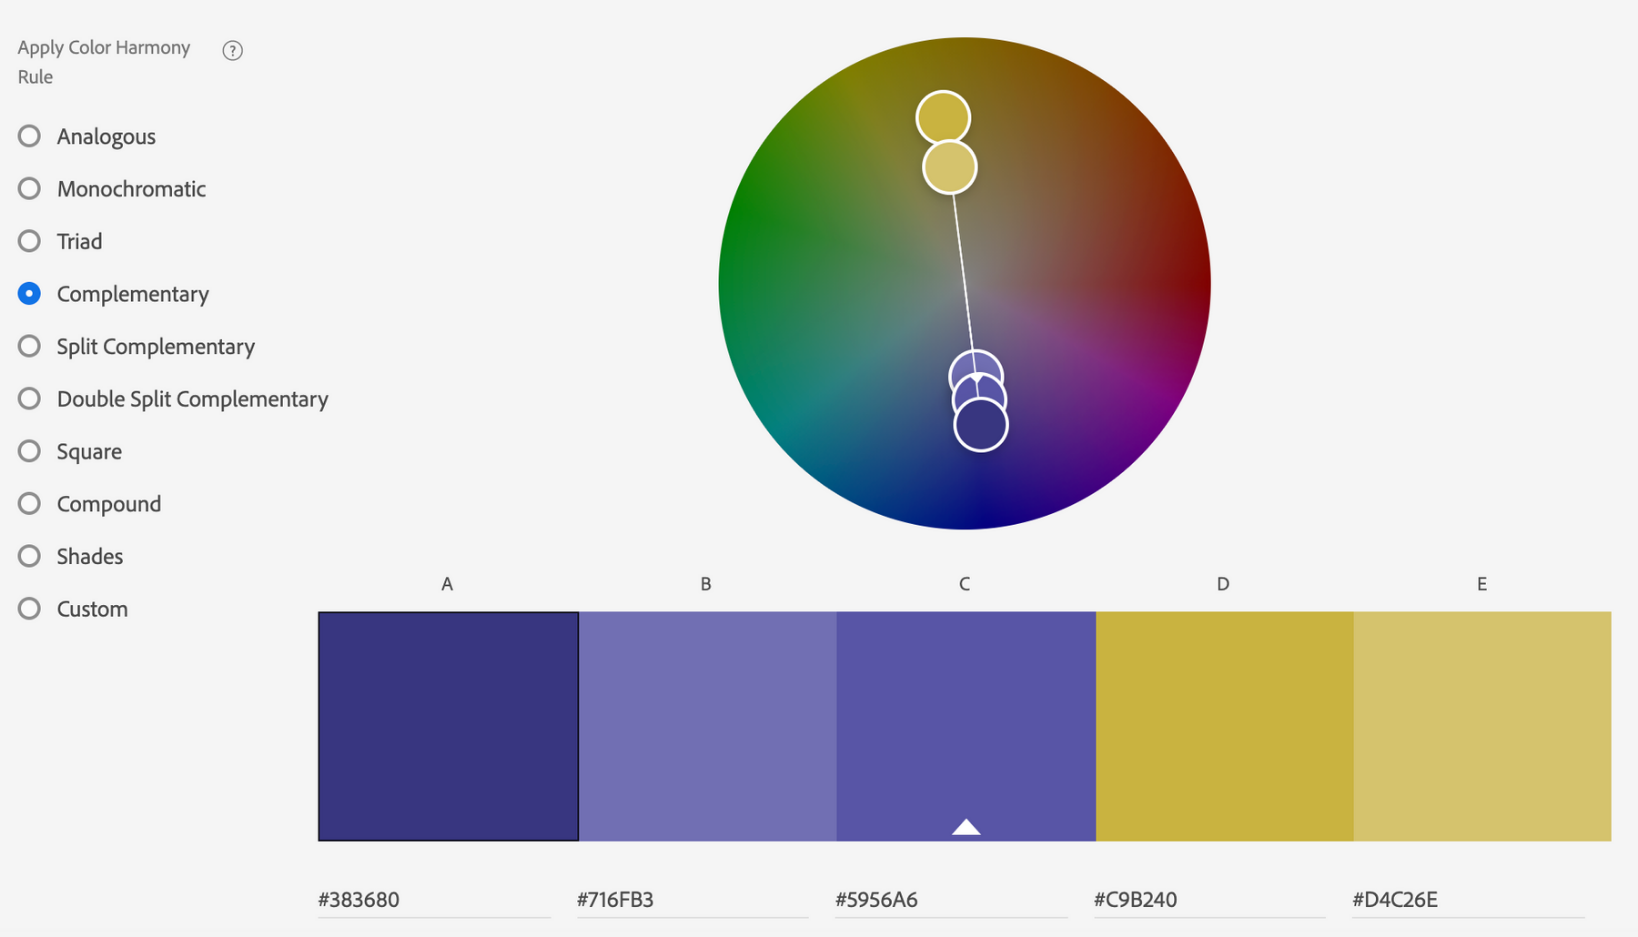 Apply Color Harmony
Rule
?
Analogous
Monochromatic
Triad
Complementary
Split Complementary
Double Split Complementary
Square
Compound
Shades
Custom
A B C D E
#383680 #716FB3 #5956A6 #C9B240 #D4C26E